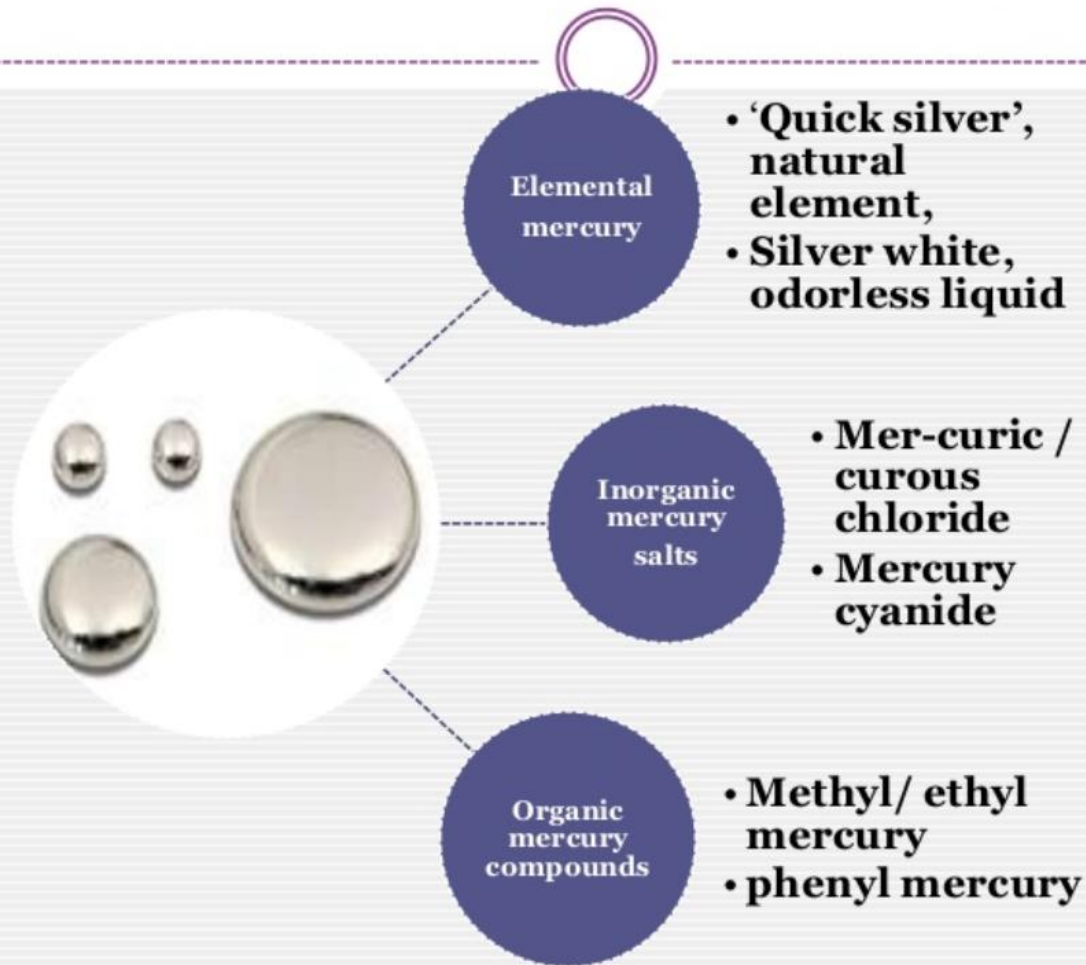 Elemental
mercury
• ‘Quick silver’,
natural
element,
• Silver white,
odorless liquid
Inorganic
mercury
salts
• Mer-curic /
curous
chloride
• Mercury
cyanide
Organic
mercury
compounds
• Methyl/ ethyl
mercury
• phenyl mercury